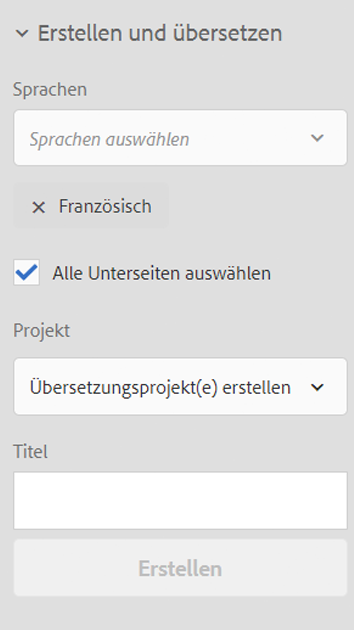 Erstellen und übersetzen
Sprachen
Sprachen auswählen
Französisch
Alle Unterseiten auswählen
Projekt
Übersetzungsprojekt(e) erstellen
Titel
Erstellen